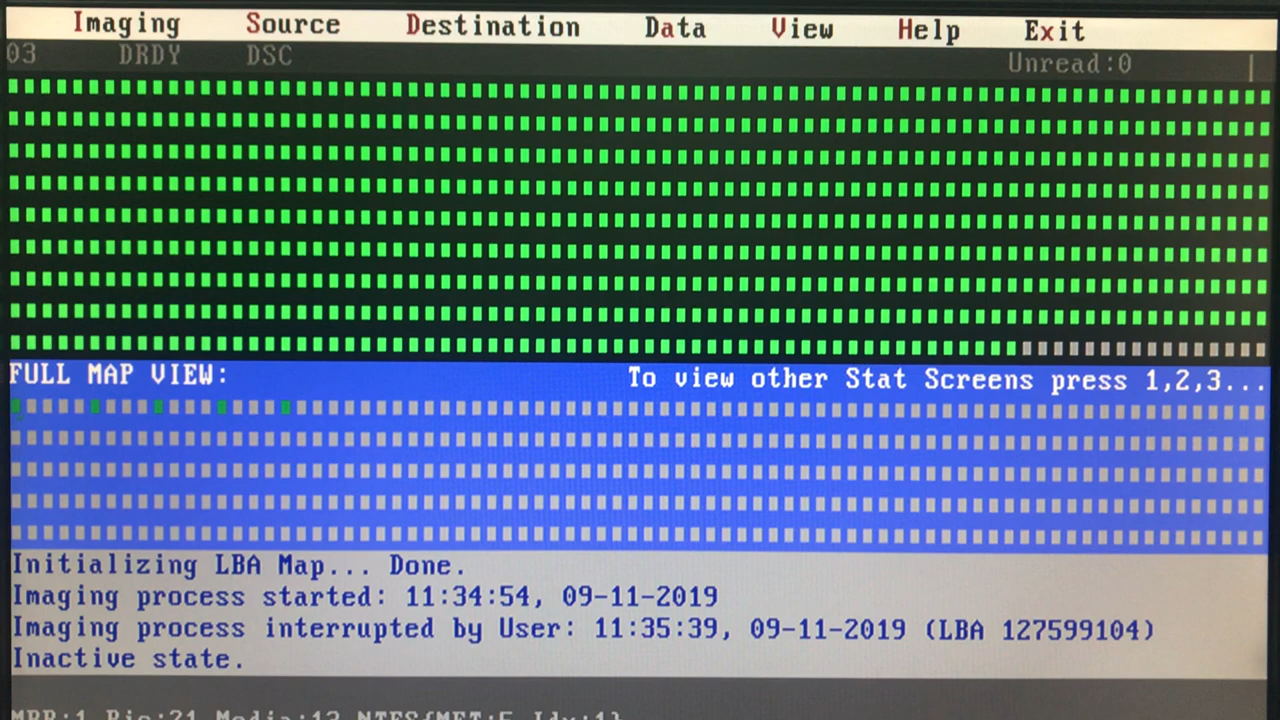 Imaging Source Destination Data View Help Exit
03 DRDY DSC Unread:0
FULL MAP VIEW: To view other Stat Screens press 1,2,3...
Initializing LBA Map... Done.
Imaging process started: 11:34:54, 09-11-2019
Imaging process interrupted by User: 11:35:39, 09-11-2019 (LBA 127599104)
Inactive state.